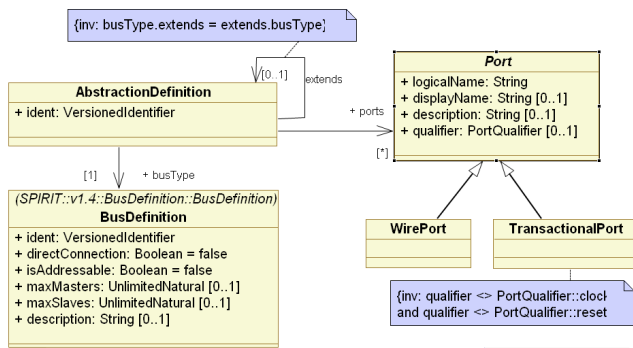 {inv: busType.extends = extends.busType}
[0..1]
extends
AbstractionDefinition
+ ident: VersionedIdentifier
Port
+ logicalName: String
+ displayName: String [0..1]
+ description: String [0..1]
+ qualifier: PortQualifier [0..1]
+ ports
[*]
[1]
+ busType
(SPIRIT::v1.4::BusDefinition::BusDefinition)
BusDefinition
+ ident: VersionedIdentifier
+ directConnection: Boolean = false
+ isAddressable: Boolean = false
+ maxMasters: UnlimitedNatural [0..1]
+ maxSlaves: UnlimitedNatural [0..1]
+ description: String [0..1]
WirePort
TransactionalPort
{inv: qualifier <> PortQualifier::clock
and qualifier <> PortQualifier::reset